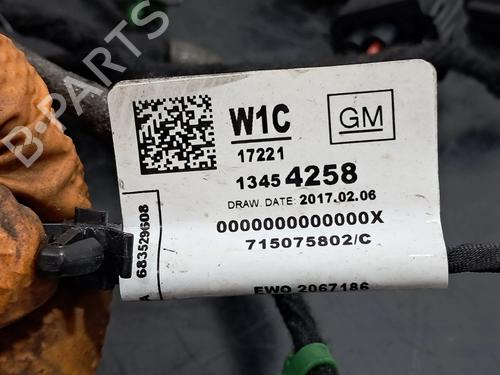 B-PARTS
W1C
GM
17221
13454258
DRAW. DATE: 2017.02.06
0000000000000X
715075802/C
683529608
A
EWO 2067186